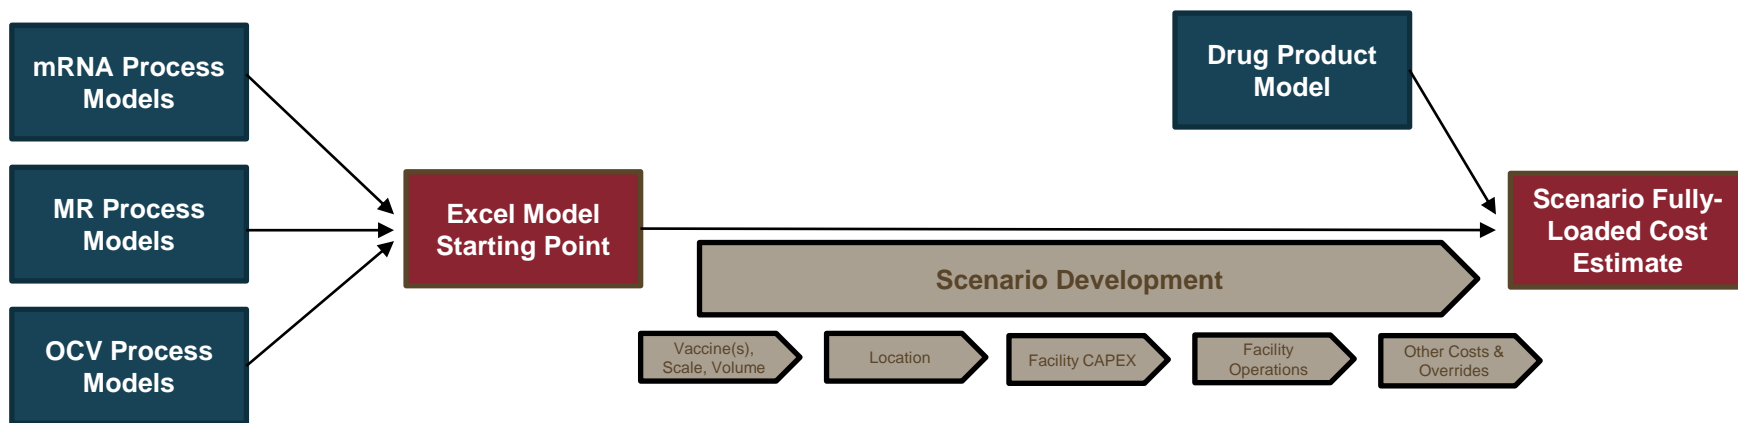 mRNA Process
Models
MR Process
Models
OCV Process
Models
Excel Model
Starting Point
Drug Product
Model
Scenario Fully-
Loaded Cost
Estimate
Scenario Development
Vaccine(s),
Scale, Volume
Location
Facility CAPEX
Facility
Operations
Other Costs &
Overrides